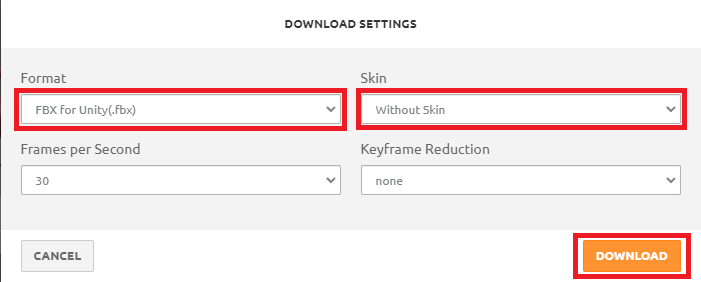 DOWNLOAD SETTINGS
Format
Skin
FBX for Unity(.fbx)
Without Skin
Frames per Second
Keyframe Reduction
30
none
CANCEL
DOWNLOAD